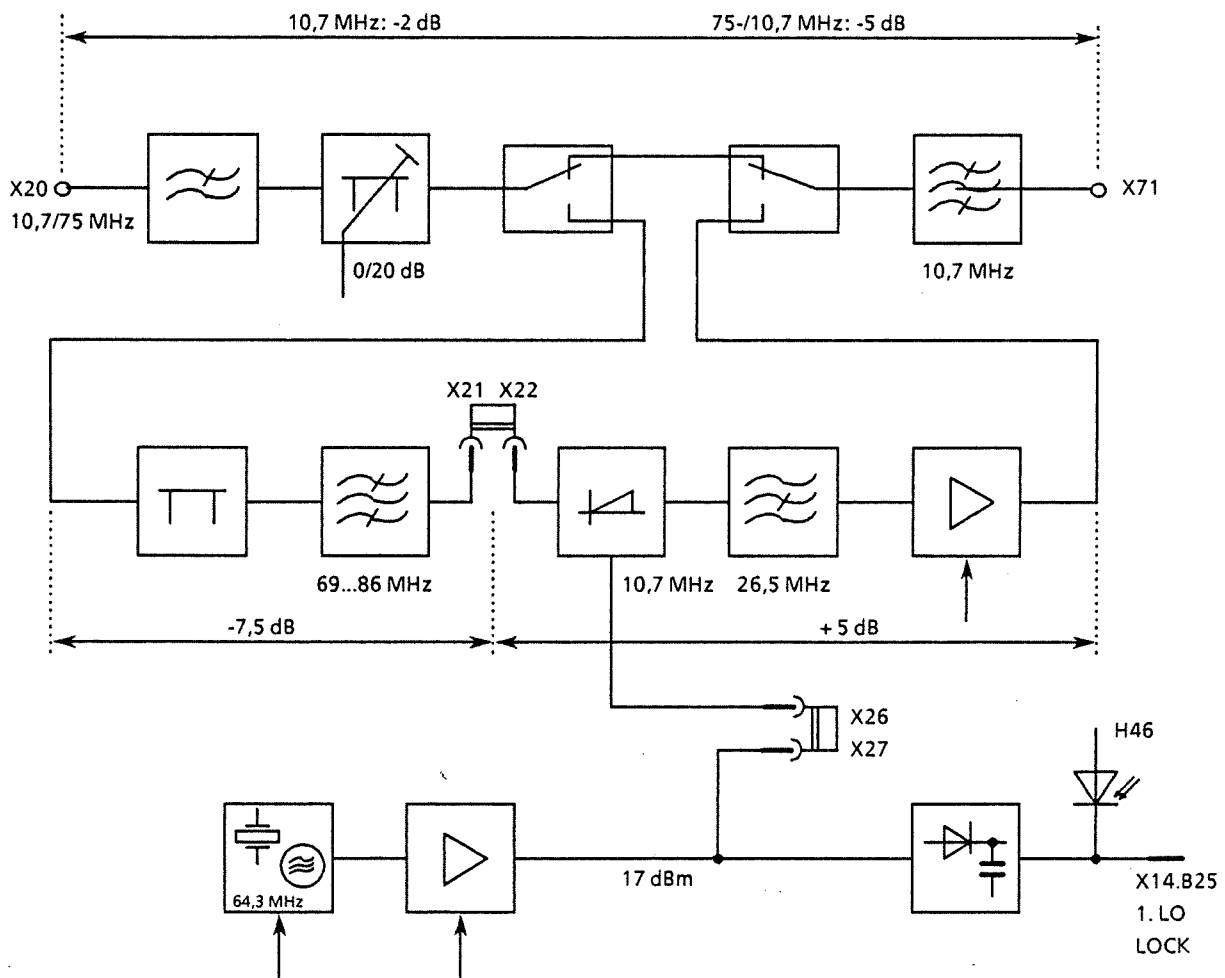 10,7 MHz: -2 dB
75-/10,7 MHz: -5 dB
X20
10,7/75 MHz
0/20 dB
10,7 MHz
X71
X21 X22
69...86 MHz
10,7 MHz
26,5 MHz
-7,5 dB
+ 5 dB
X26
X27
H46
64,3 MHz
17 dBm
X14.B25
1. LO
LOCK